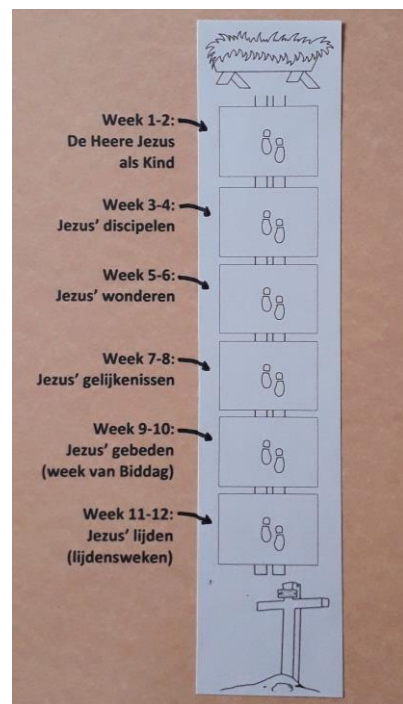 Week 1-2:
De Heere Jezus
als Kind
Week 3-4:
Jezus' discipelen
Week 5-6:
Jezus' wonderen
Week 7-8:
Jezus' gelijkenissen
Week 9-10:
Jezus' gebeden
(week van Biddag)
Week 11-12:
Jezus' lijden
(lijdensweken)